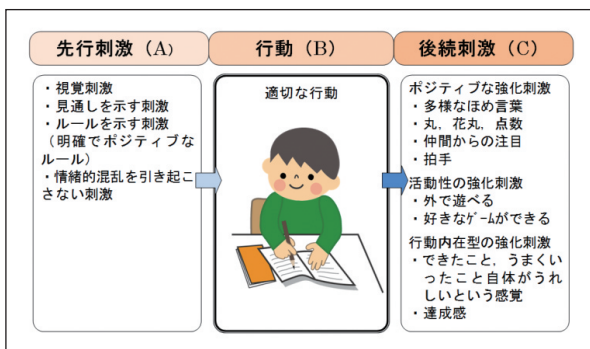 先行刺激（A）
行動（B）
後続刺激（C）
・視覚刺激
・見通しを示す刺激
・ルールを示す刺激
（明確でポジティブな
ルール）
・情緒的混乱を引き起こ
さない刺激
適切な行動
ポジティブな強化刺激
・多様なほめ言葉
・丸，花丸，点数
・仲間からの注目
・拍手
活動性の強化刺激
・外で遊べる
・好きなｹﾞｰﾑができる
行動内在型の強化刺激
・できたこと，うまくい
ったこと自体がうれ
しいという感覚
・達成感